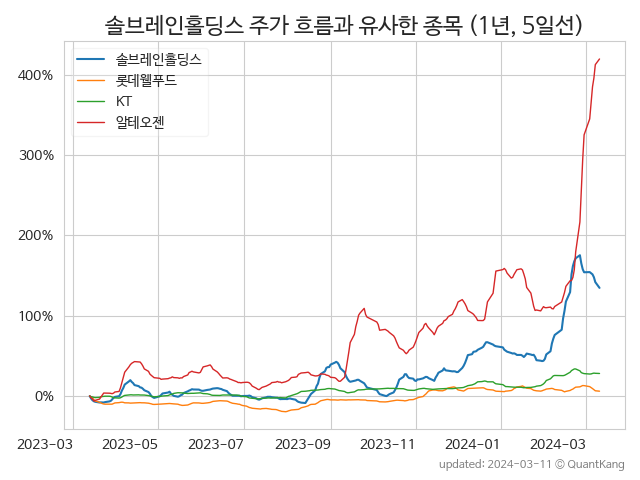 솔브레인홀딩스 주가 흐름과 유사한 종목 (1년, 5일선)
솔브레인홀딩스
롯데웰푸드
KT
알테오젠
400%
300%
200%
100%
0%
2023-03 2023-05 2023-07 2023-09 2023-11 2024-01 2024-03
updated: 2024-03-11 © QuantKang